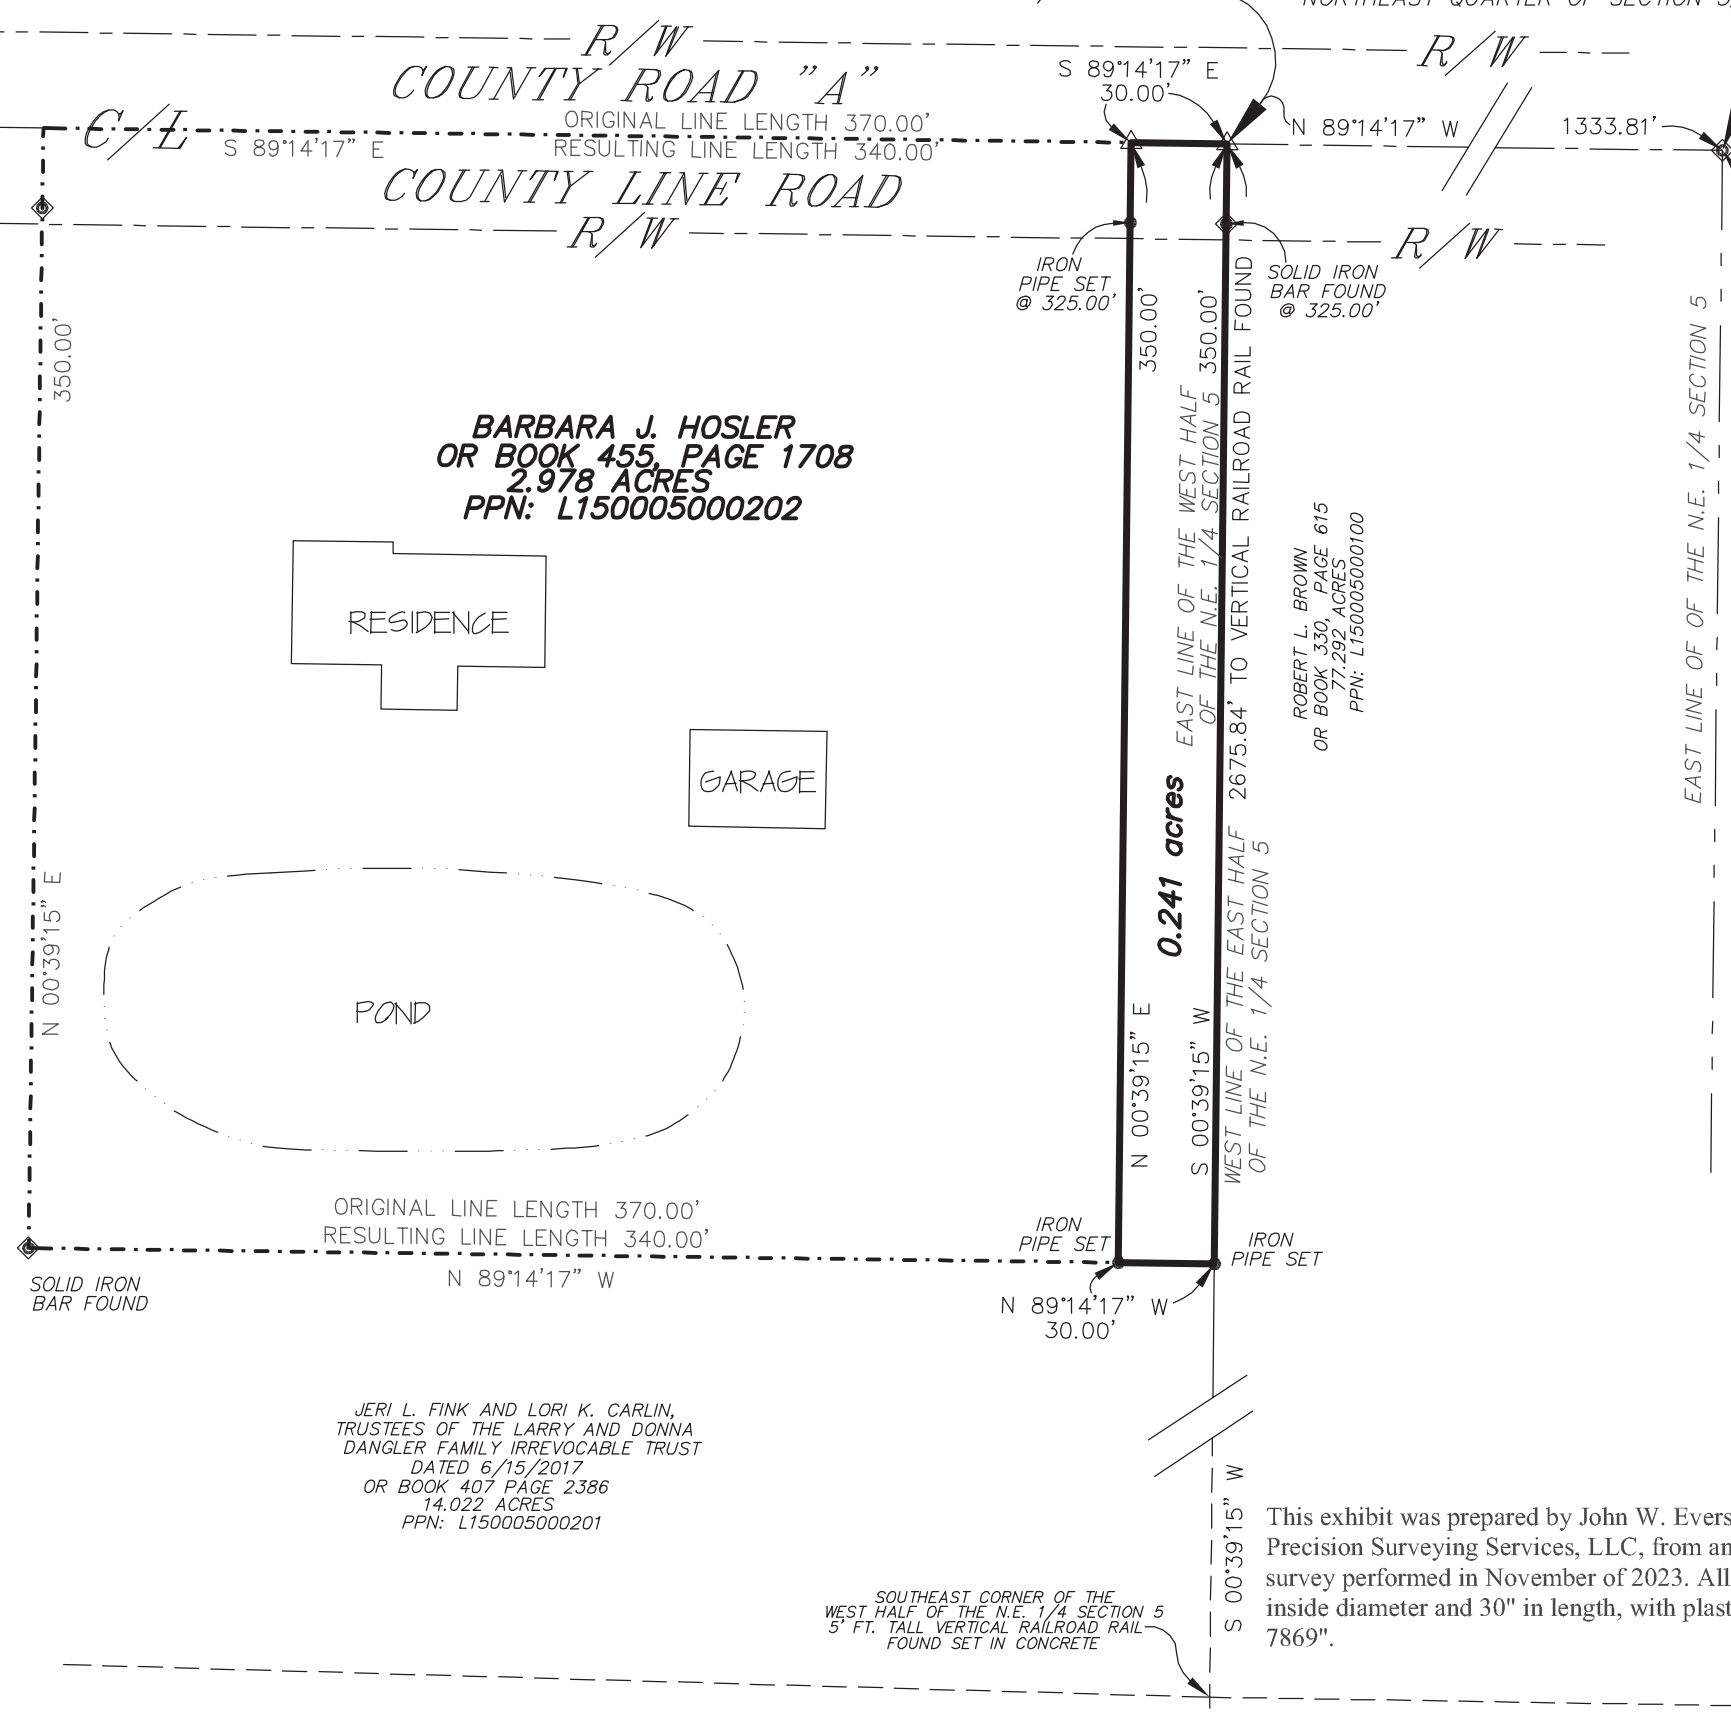 NORTHEAST QUARTER OF SECTION 5,
R/W
R/W
COUNTY ROAD "A"
S 89°14'17" E
30.00'
C/L
ORIGINAL LINE LENGTH 370.00'
S 89°14'17" E
RESULTING LINE LENGTH 340.00'
N 89°14'17" W
1333.81'
COUNTY LINE ROAD
R/W
R/W
IRON
PIPE SET
@ 325.00'
SOLID IRON
BAR FOUND
@ 325.00'
350.00'
350.00'
350.00'
BARBARA J. HOSLER
OR BOOK 455, PAGE 1708
2.978 ACRES
PPN: L150005000202
EAST LINE OF THE WEST HALF
OF THE N.E. 1/4 SECTION 5
2675.84' TO VERTICAL RAILROAD RAIL FOUND
ROBERT L. BROWN
OR BOOK 330, PAGE 615
77.292 ACRES
PPN: L150005000100
EAST LINE OF OF THE N.E. 1/4 SECTION 5
RESIDENCE
GARAGE
0.241 acres
WEST LINE OF THE EAST HALF
OF THE N.E. 1/4 SECTION 5
N 00°39'15" E
POND
N 00°39'15" E
S 00°39'15" W
ORIGINAL LINE LENGTH 370.00'
RESULTING LINE LENGTH 340.00'
N 89°14'17" W
IRON
PIPE SET
IRON
PIPE SET
SOLID IRON
BAR FOUND
N 89°14'17" W
30.00'
JERI L. FINK AND LORI K. CARLIN,
TRUSTEES OF THE LARRY AND DONNA
DANGLER FAMILY IRREVOCABLE TRUST
DATED 6/15/2017
OR BOOK 407 PAGE 2386
14.022 ACRES
PPN: L150005000201
S 00°39'15" W
This exhibit was prepared by John W. Evers
Precision Surveying Services, LLC, from an
survey performed in November of 2023. All
inside diameter and 30" in length, with plast
7869".
SOUTHEAST CORNER OF THE
WEST HALF OF THE N.E. 1/4 SECTION 5
5' FT. TALL VERTICAL RAILROAD RAIL
FOUND SET IN CONCRETE